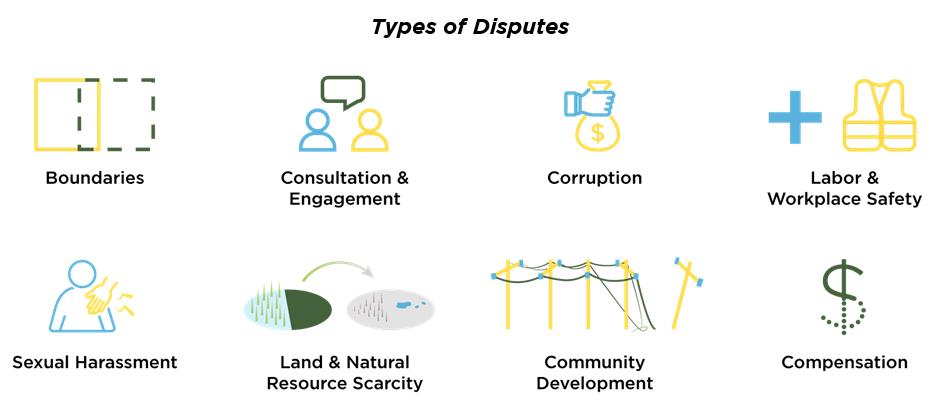 Types of Disputes
Boundaries
Consultation &
Engagement
$
Corruption
Labor &
Workplace Safety
Sexual Harassment
Land & Natural
Resource Scarcity
Community
Development
$
Compensation